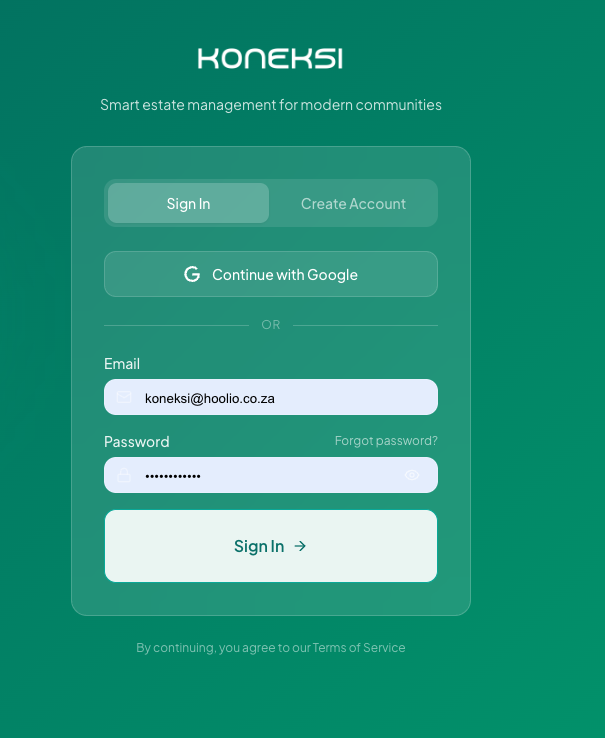 KONEKSI
Smart estate management for modern communities
Sign In
Create Account
Continue with Google
OR
Email
koneksi@hoolio.co.za
Password
Forgot password?
••••••••••••
Sign In →
By continuing, you agree to our Terms of Service